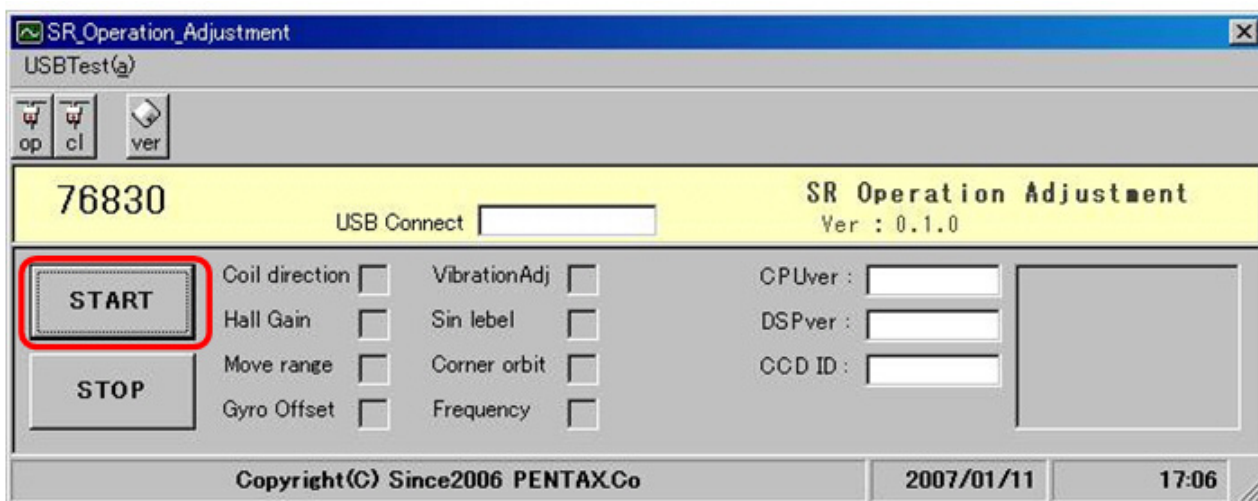 SR_Operation_Adjustment
USBTest(a)
op cl ver
76830 USB Connect SR Operation Adjustment
Ver : 0.1.0
START Coil direction VibrationAdj CPUver :
Hall Gain Sin lebel DSPver :
STOP Move range Corner orbit CCD ID :
Gyro Offset Frequency
Copyright(C) Since2006 PENTAX.Co 2007/01/11 17:06